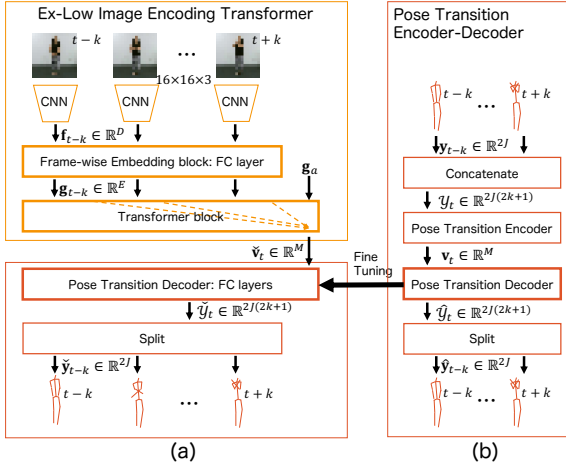 Ex-Low Image Encoding Transformer
t − k
...
t + k
16×16×3
CNN
CNN
CNN
f_{t−k} ∈ ℝ^D
Frame-wise Embedding block: FC layer
g_{t−k} ∈ ℝ^E
g_a
Transformer block
v̌_t ∈ ℝ^M
Pose Transition Decoder: FC layers
𝒴̌_t ∈ ℝ^{2J(2k+1)}
Split
y̌_{t−k} ∈ ℝ^{2J}
t − k
...
t + k
(a)
Fine
Tuning
Pose Transition
Encoder-Decoder
t − k
...
t + k
y_{t−k} ∈ ℝ^{2J}
Concatenate
𝒴_t ∈ ℝ^{2J(2k+1)}
Pose Transition Encoder
v_t ∈ ℝ^M
Pose Transition Decoder
𝒴̂_t ∈ ℝ^{2J(2k+1)}
Split
ŷ_{t−k} ∈ ℝ^{2J}
t − k
...
t + k
(b)